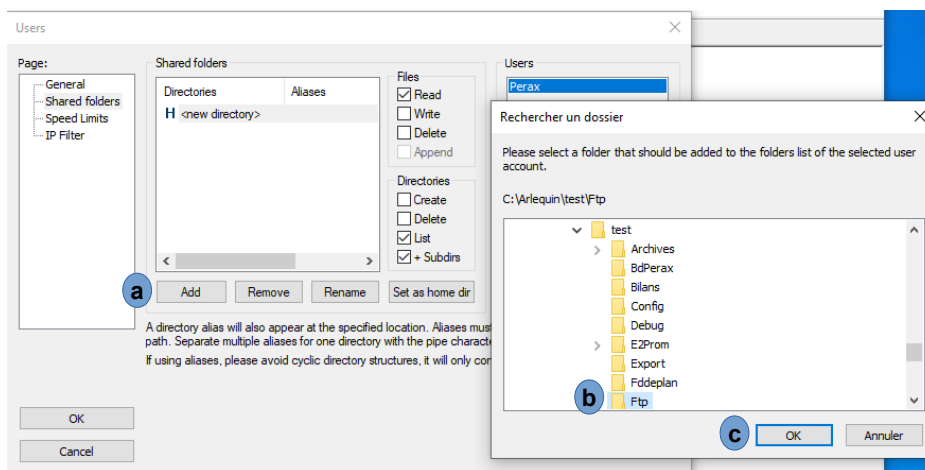 Users
Page:
General
Shared folders
Speed Limits
IP Filter
Shared folders
Directories Aliases
H <new directory>
Files
Read
Write
Delete
Append
Directories
Create
Delete
List
+ Subdirs
a
Add Remove Rename Set as home dir
A directory alias will also appear at the specified location. Aliases must
path. Separate multiple aliases for one directory with the pipe characte
If using aliases, please avoid cyclic directory structures, it will only con
OK
Cancel
Users
Perax
Rechercher un dossier
Please select a folder that should be added to the folders list of the selected user
account.
C:\Arlequin\test\Ftp
test
Archives
BdPerax
Bilans
Config
Debug
E2Prom
Export
Fddeplan
b Ftp
c OK Annuler